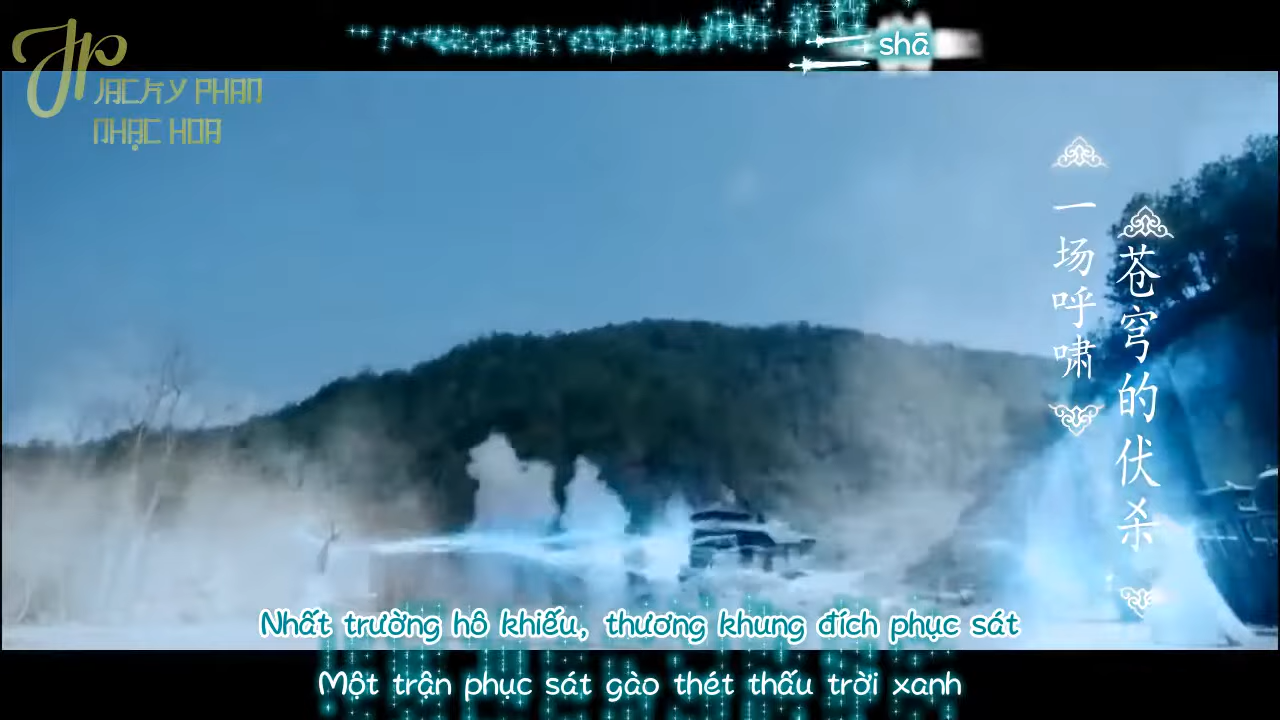 JP
JACKY PHAN
NHẠC HOA
shā
一场呼啸
苍穹的伏杀
Nhất trường hô khiếu, thương khung đích phục sát
Một trận phục sát gào thét thấu trời xanh